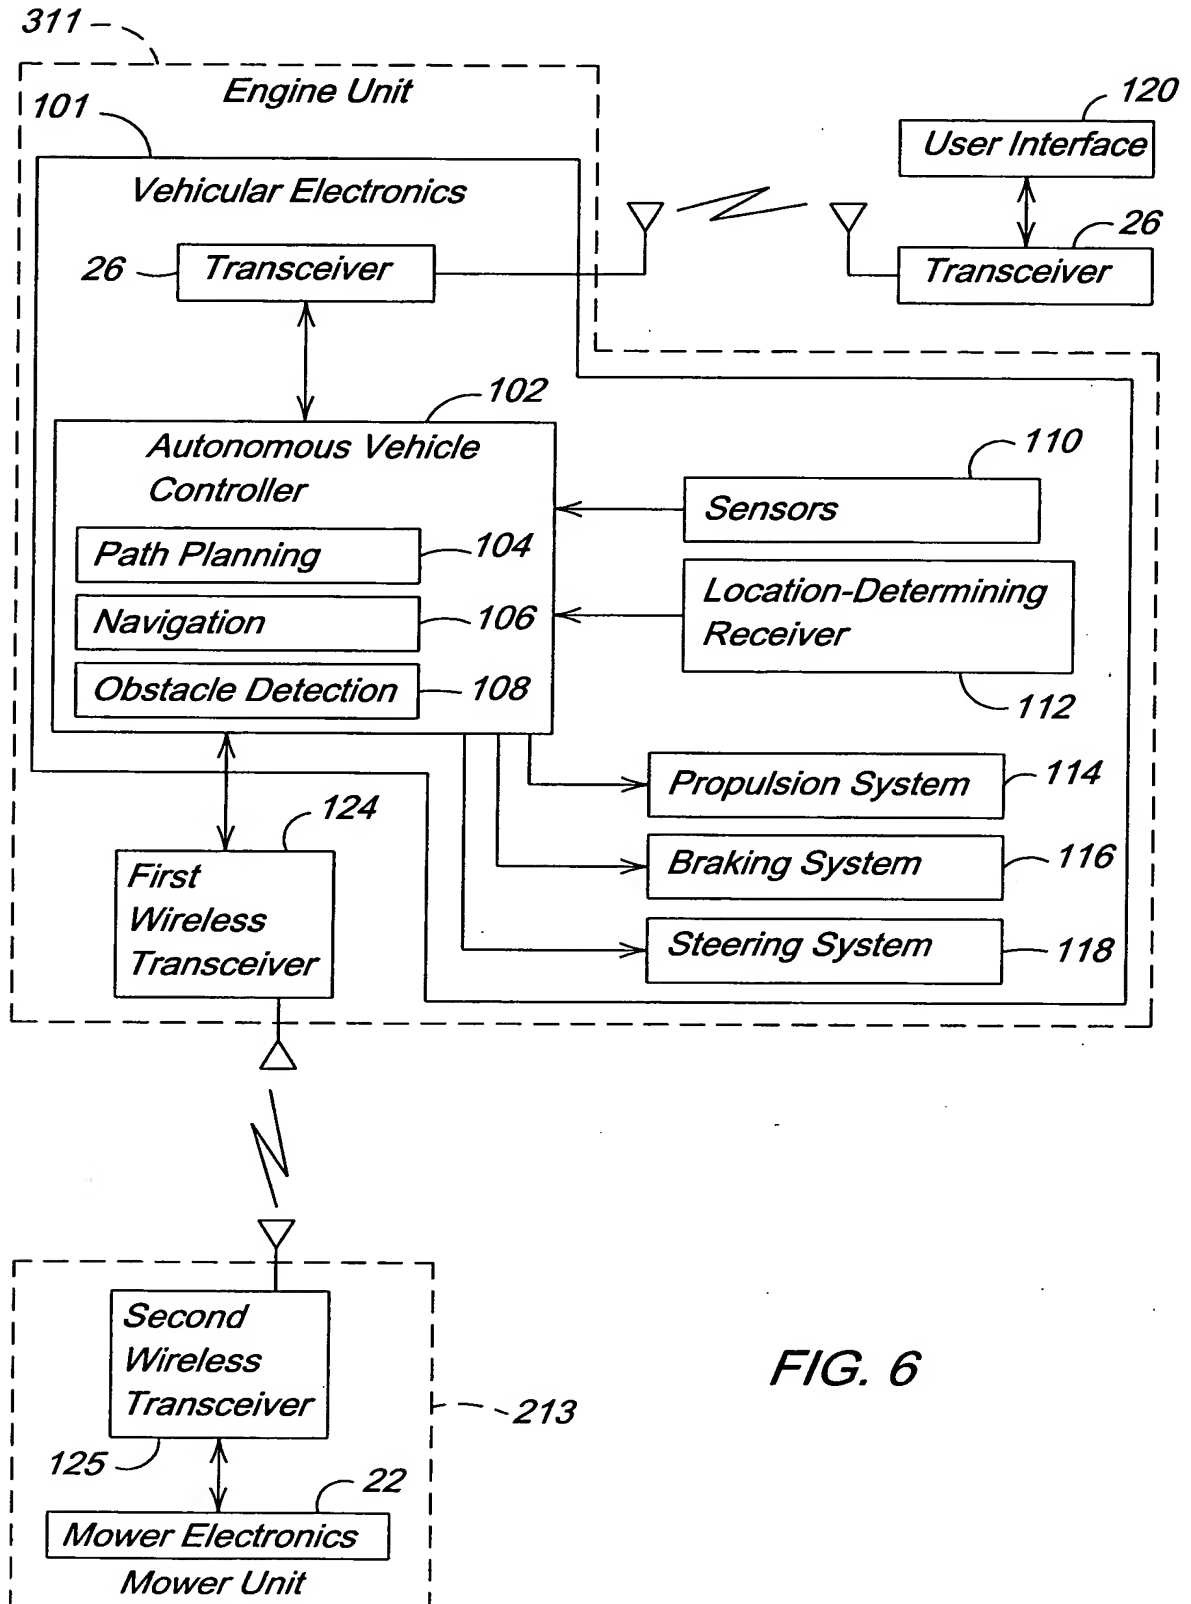 311
Engine Unit
101
120
User Interface
Vehicular Electronics
26
Transceiver
26
Transceiver
102
Autonomous Vehicle
Controller
110
Sensors
Path Planning
104
Location-Determining
Receiver
Navigation
106
Obstacle Detection
108
112
Propulsion System
114
124
Braking System
116
First
Wireless
Transceiver
Steering System
118
Second
Wireless
Transceiver
FIG. 6
213
125
22
Mower Electronics
Mower Unit